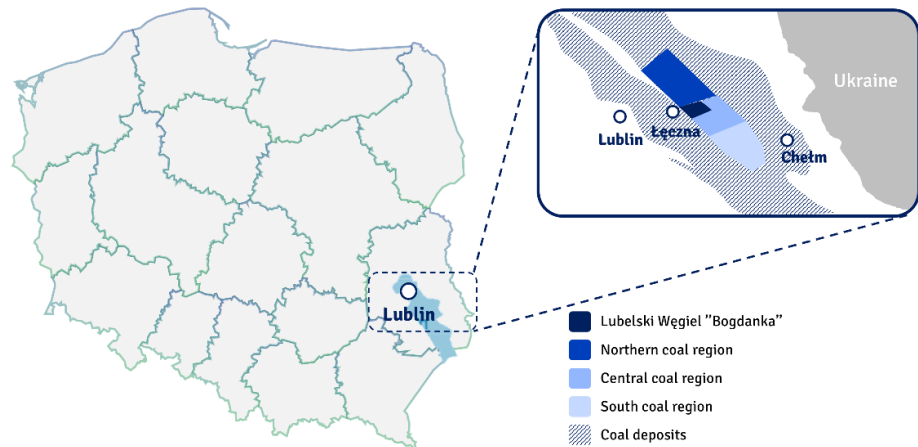 Lublin
Ukraine
Lublin
Łęczna
Chełm
Lubelski Węgiel ”Bogdanka”
Northern coal region
Central coal region
South coal region
Coal deposits